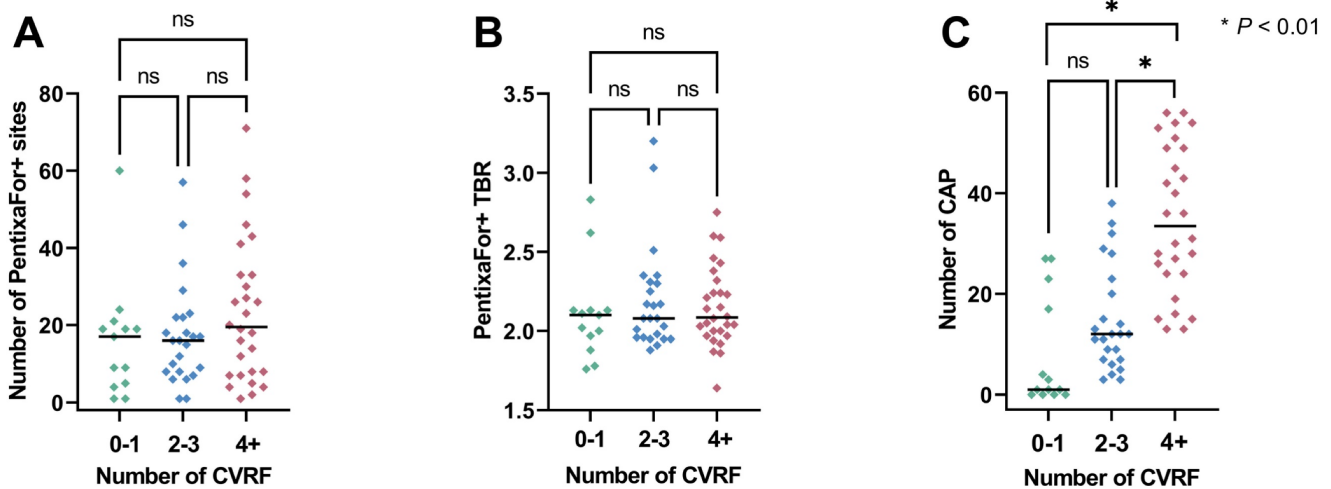 A
ns
ns
ns
Number of PentixaFor+ sites
80
60
40
20
0
0-1
2-3
4+
Number of CVRF
B
ns
ns
ns
PentixaFor+ TBR
3.5
3.0
2.5
2.0
1.5
0-1
2-3
4+
Number of CVRF
C
*
* P < 0.01
ns
*
Number of CAP
60
40
20
0
0-1
2-3
4+
Number of CVRF